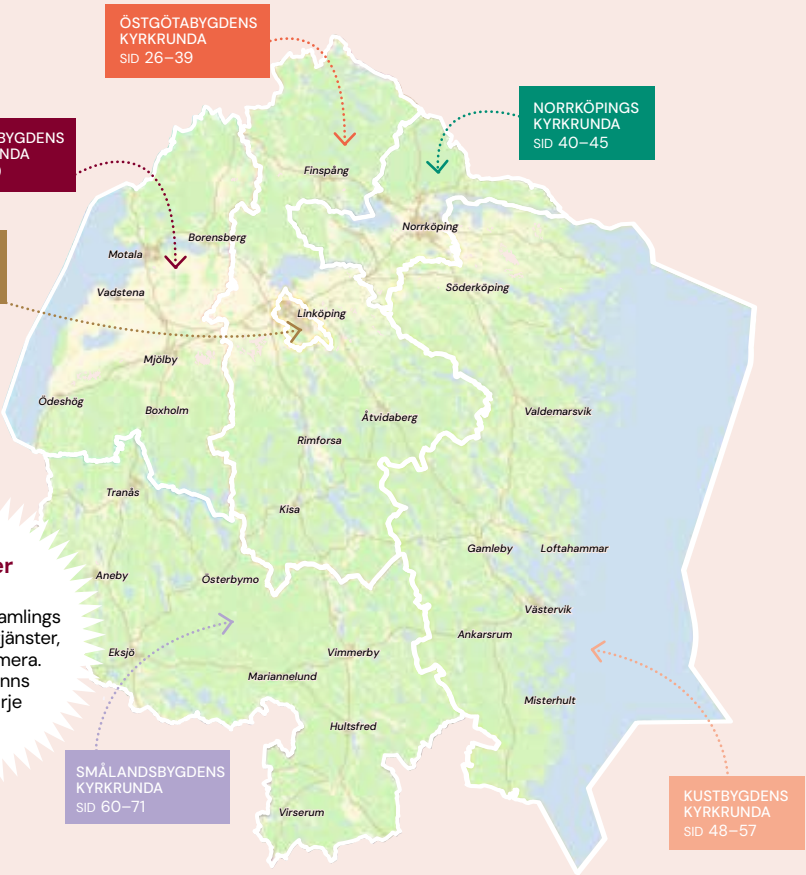 ÖSTGÖTABYGDENS
KYRKRUNDA
SID 26–39
NORRKÖPINGS
KYRKRUNDA
SID 40–45
BYGDENS
NDA
Finspång
Norrköping
Borensberg
Motala
Vadstena
Söderköping
Linköping
Mjölby
Ödeshög
Boxholm
Åtvidaberg
Valdemarsvik
Rimforsa
Tranås
Kisa
Gamleby
Loftahammar
Aneby
Österbymo
Västervik
Ankarsrum
Eksjö
Vimmerby
Mariannelund
Misterhult
Hultsfred
Virserum
er
amlings
jänster,
mera.
nns
rje
SMÅLANDSBYGDENS
KYRKRUNDA
SID 60–71
KUSTBYGDENS
KYRKRUNDA
SID 48–57